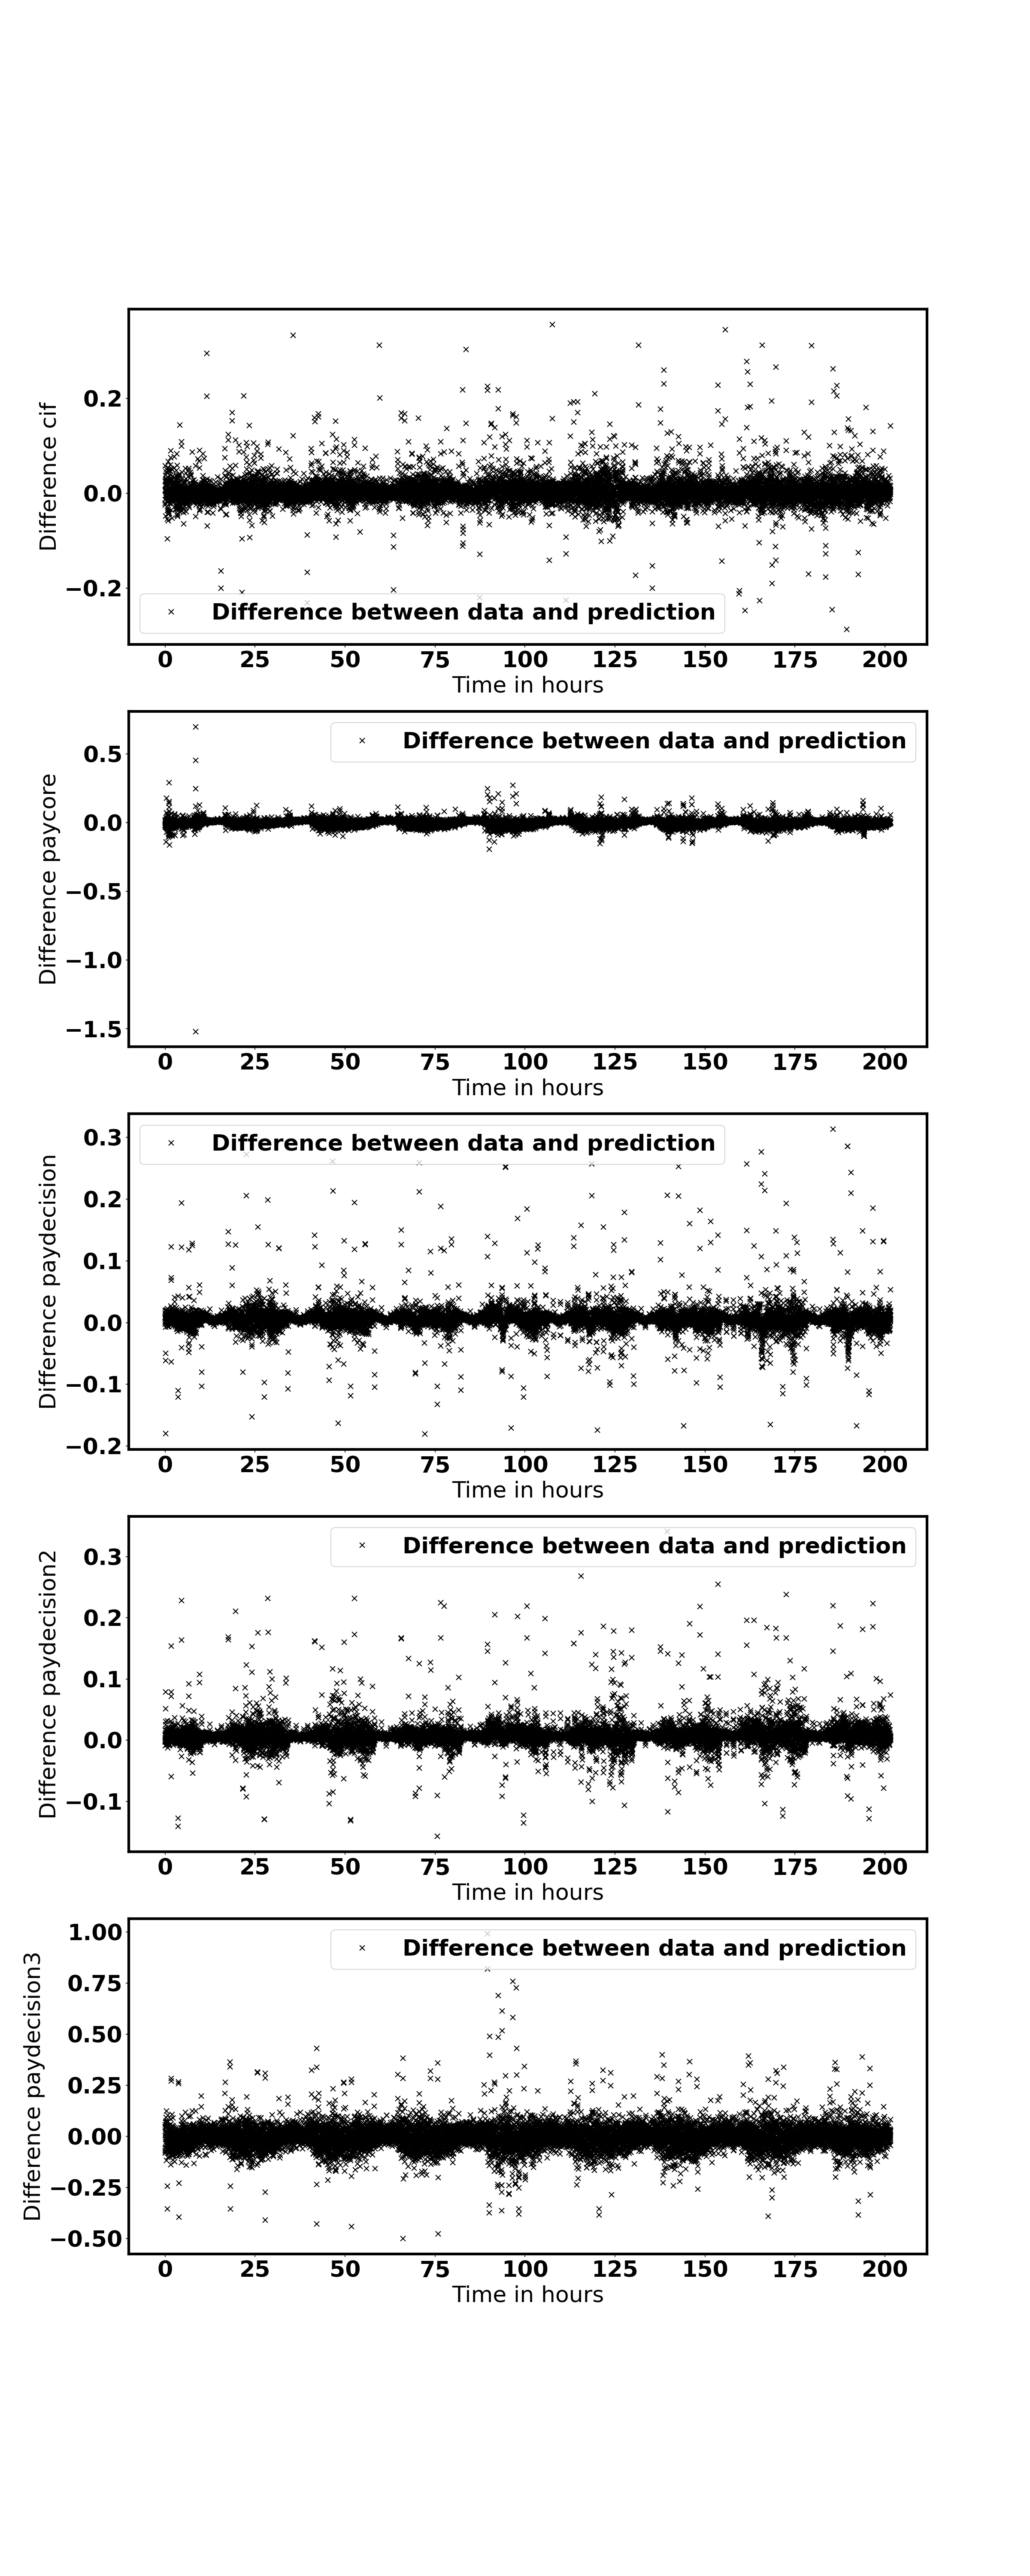 Difference cif
0.2
0.0
−0.2
Difference between data and prediction
0 25 50 75 100 125 150 175 200
Time in hours
Difference paycore
0.5
0.0
−0.5
−1.0
−1.5
Difference between data and prediction
0 25 50 75 100 125 150 175 200
Time in hours
Difference paydecision
0.3
0.2
0.1
0.0
−0.1
−0.2
Difference between data and prediction
0 25 50 75 100 125 150 175 200
Time in hours
Difference paydecision2
0.3
0.2
0.1
0.0
−0.1
Difference between data and prediction
0 25 50 75 100 125 150 175 200
Time in hours
Difference paydecision3
1.00
0.75
0.50
0.25
0.00
−0.25
−0.50
Difference between data and prediction
0 25 50 75 100 125 150 175 200
Time in hours